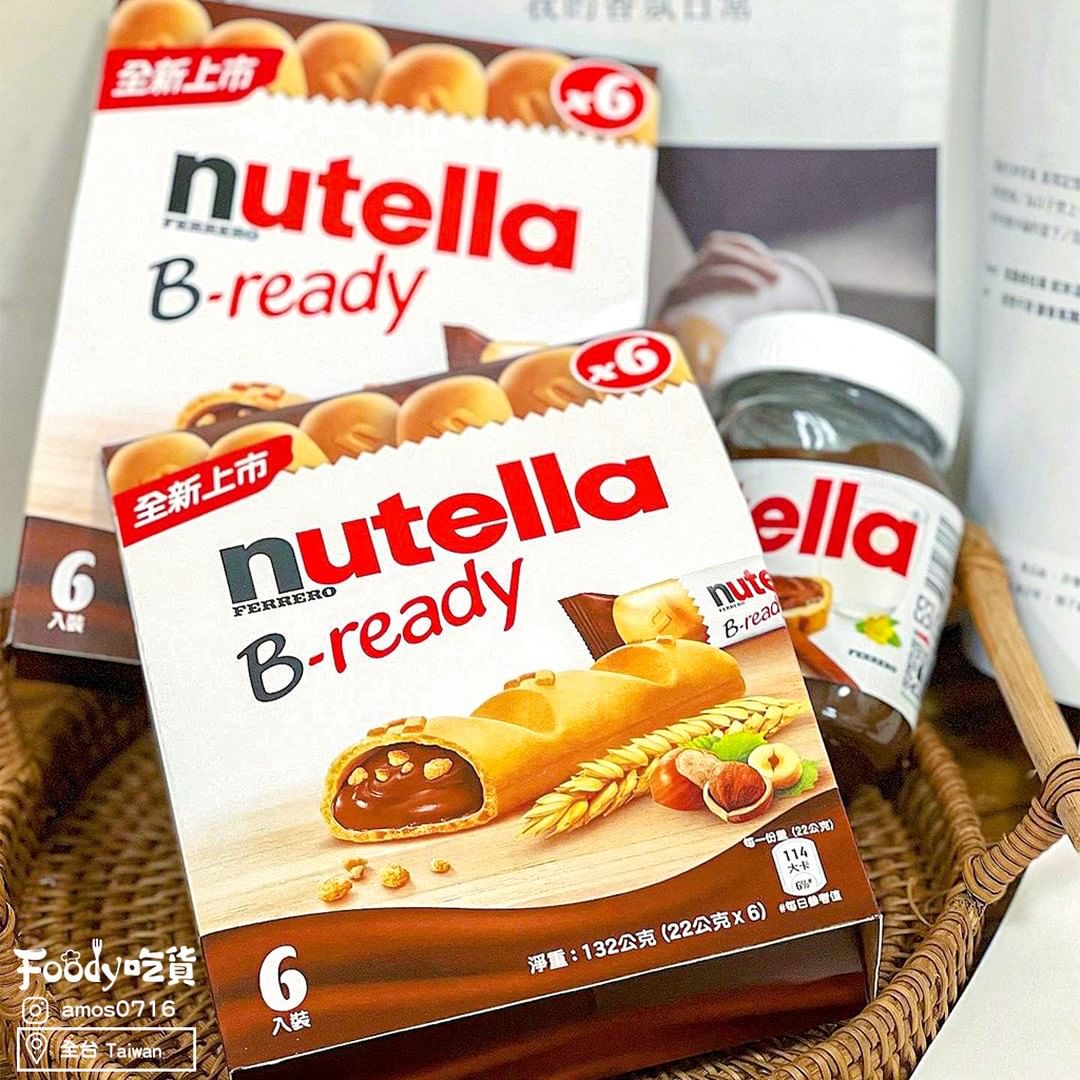 全新上市
x6
nutella
FERRERO
B-ready
6
入裝
全新上市
x6
nutella
FERRERO
B-ready
nute
FERRERO
B-read
每一份量 (22公克)
114
大卡
6%*
#每日參考值
淨重：132公克 (22公克 x 6)
6
入裝
ella
FERRERO
Foody吃貨
amos0716
全台 Taiwan